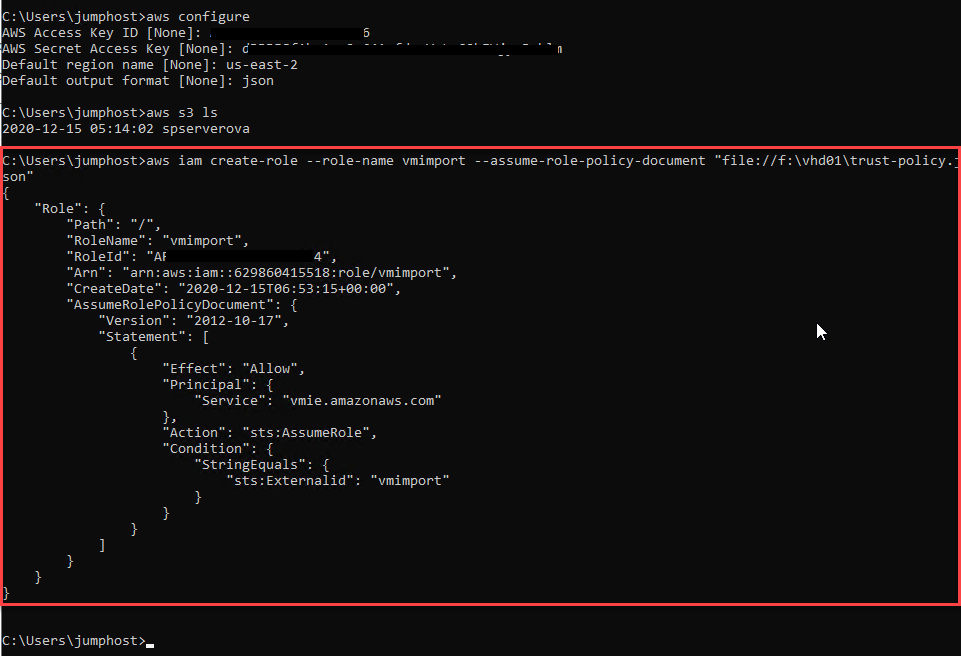 C:\Users\jumphost>aws configure
AWS Access Key ID [None]: 6
AWS Secret Access Key [None]:
Default region name [None]: us-east-2
Default output format [None]: json
C:\Users\jumphost>aws s3 ls
2020-12-15 05:14:02 spserverova
C:\Users\jumphost>aws iam create-role --role-name vmimport --assume-role-policy-document "file://f:\vhd01\trust-policy.j
son"
{
    "Role": {
        "Path": "/",
        "RoleName": "vmimport",
        "RoleId": "AR 4",
        "Arn": "arn:aws:iam::629860415518:role/vmimport",
        "CreateDate": "2020-12-15T06:53:15+00:00",
        "AssumeRolePolicyDocument": {
            "Version": "2012-10-17",
            "Statement": [
                {
                    "Effect": "Allow",
                    "Principal": {
                        "Service": "vmie.amazonaws.com"
                    },
                    "Action": "sts:AssumeRole",
                    "Condition": {
                        "StringEquals": {
                            "sts:Externalid": "vmimport"
                        }
                    }
                }
            ]
        }
    }
}
C:\Users\jumphost>